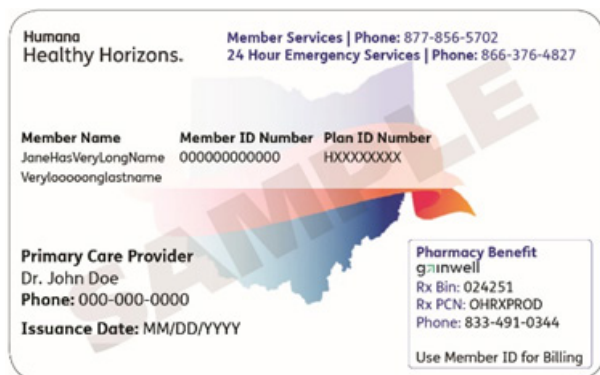 Humana
Healthy Horizons.
Member Services | Phone: 877-856-5702
24 Hour Emergency Services | Phone: 866-376-4827
Member Name Member ID Number Plan ID Number
JaneHasVeryLongName 000000000000 HXXXXXXXX
Verylooooonglastname
SAMPLE
Primary Care Provider
Dr. John Doe
Phone: 000-000-0000
Issuance Date: MM/DD/YYYY
Pharmacy Benefit
gainwell
Rx Bin: 024251
Rx PCN: OHRXPROD
Phone: 833-491-0344
Use Member ID for Billing